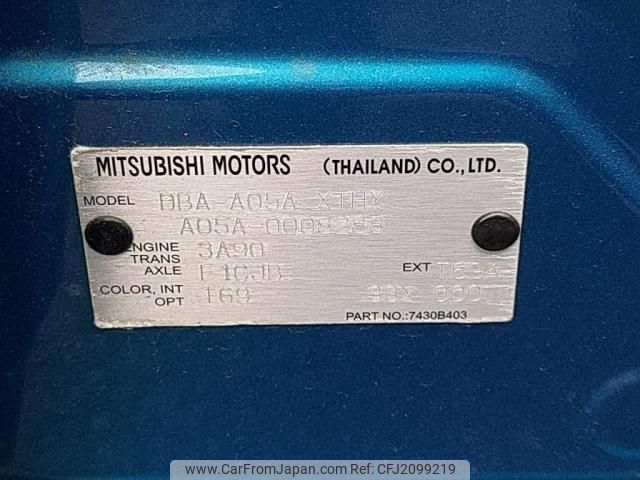 MITSUBISHI MOTORS (THAILAND) CO.,LTD.
MODEL DBA-A05A XTHX
A05A-0008288
ENGINE 3A90
TRANS
AXLE F1CJB EXT T69A
COLOR, INT T69 93X 000
OPT
PART NO.:7430B403
www.CarFromJapan.com | No. CFJ2099219